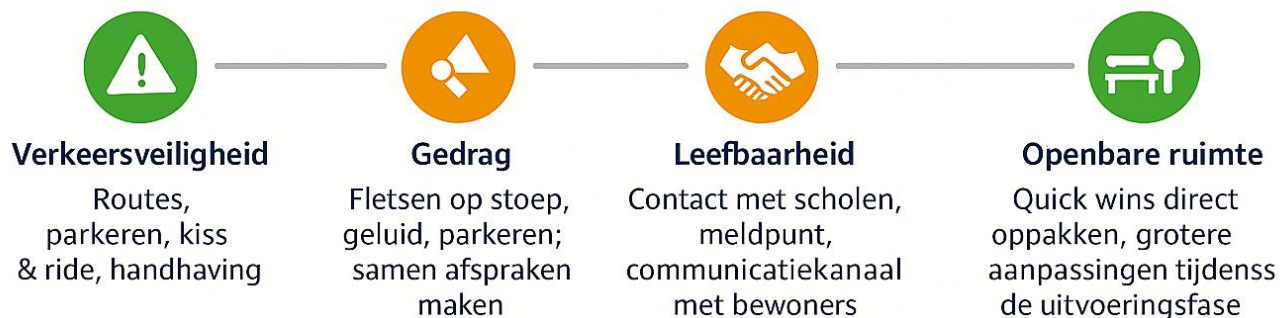 Verkeersveiligheid
Routes,
parkeren, kiss
& ride, handhaving
Gedrag
Fletsen op stoep,
geluid, parkeren;
samen afspraken
maken
Leefbaarheid
Contact met scholen,
meldpunt,
communicatiekanaal
met bewoners
Openbare ruimte
Quick wins direct
oppakken, grotere
aanpassingen tijdenss
de uitvoeringsfase